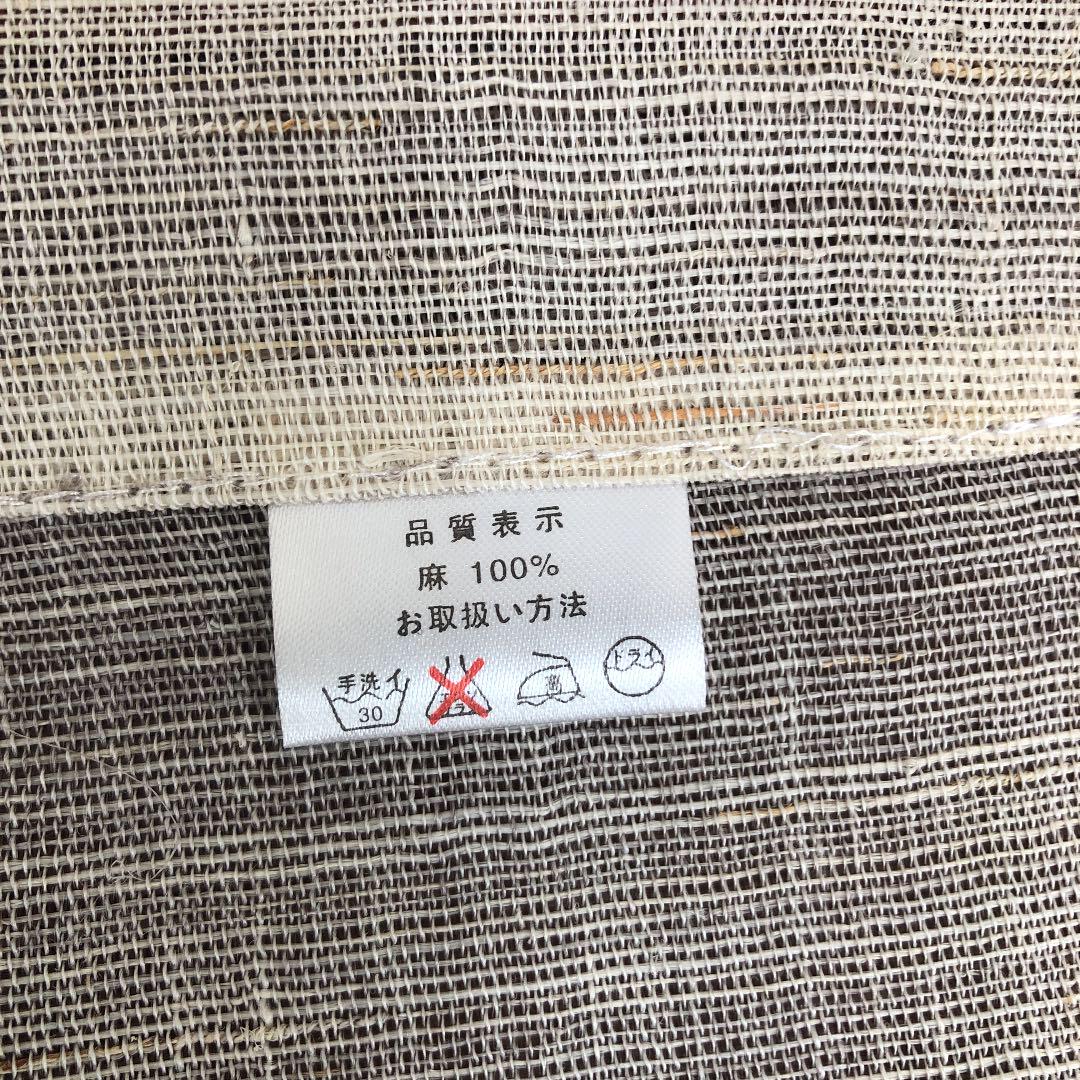 品質表示
麻 100%
お取扱い方法
手洗イ 30 ドライ